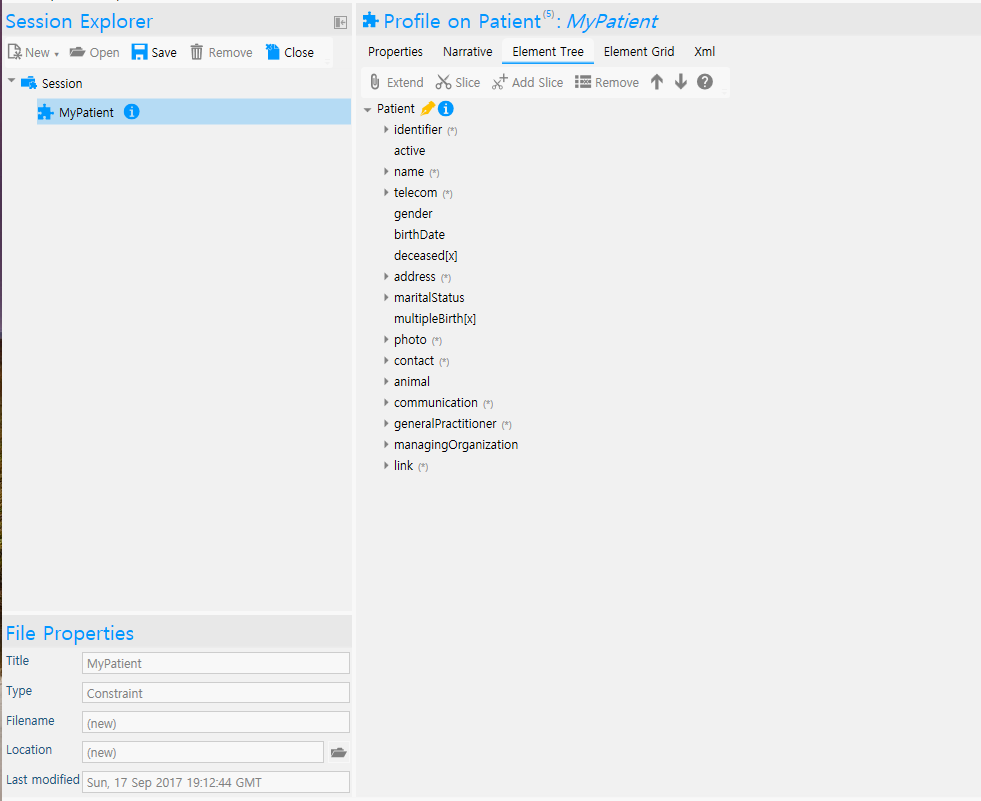 Session Explorer
New Open Save Remove Close
Session
MyPatient
File Properties
Title MyPatient
Type Constraint
Filename (new)
Location (new)
Last modified Sun, 17 Sep 2017 19:12:44 GMT
Profile on Patient(5): MyPatient
Properties Narrative Element Tree Element Grid Xml
Extend Slice Add Slice Remove
Patient
identifier (*)
active
name (*)
telecom (*)
gender
birthDate
deceased[x]
address (*)
maritalStatus
multipleBirth[x]
photo (*)
contact (*)
animal
communication (*)
generalPractitioner (*)
managingOrganization
link (*)